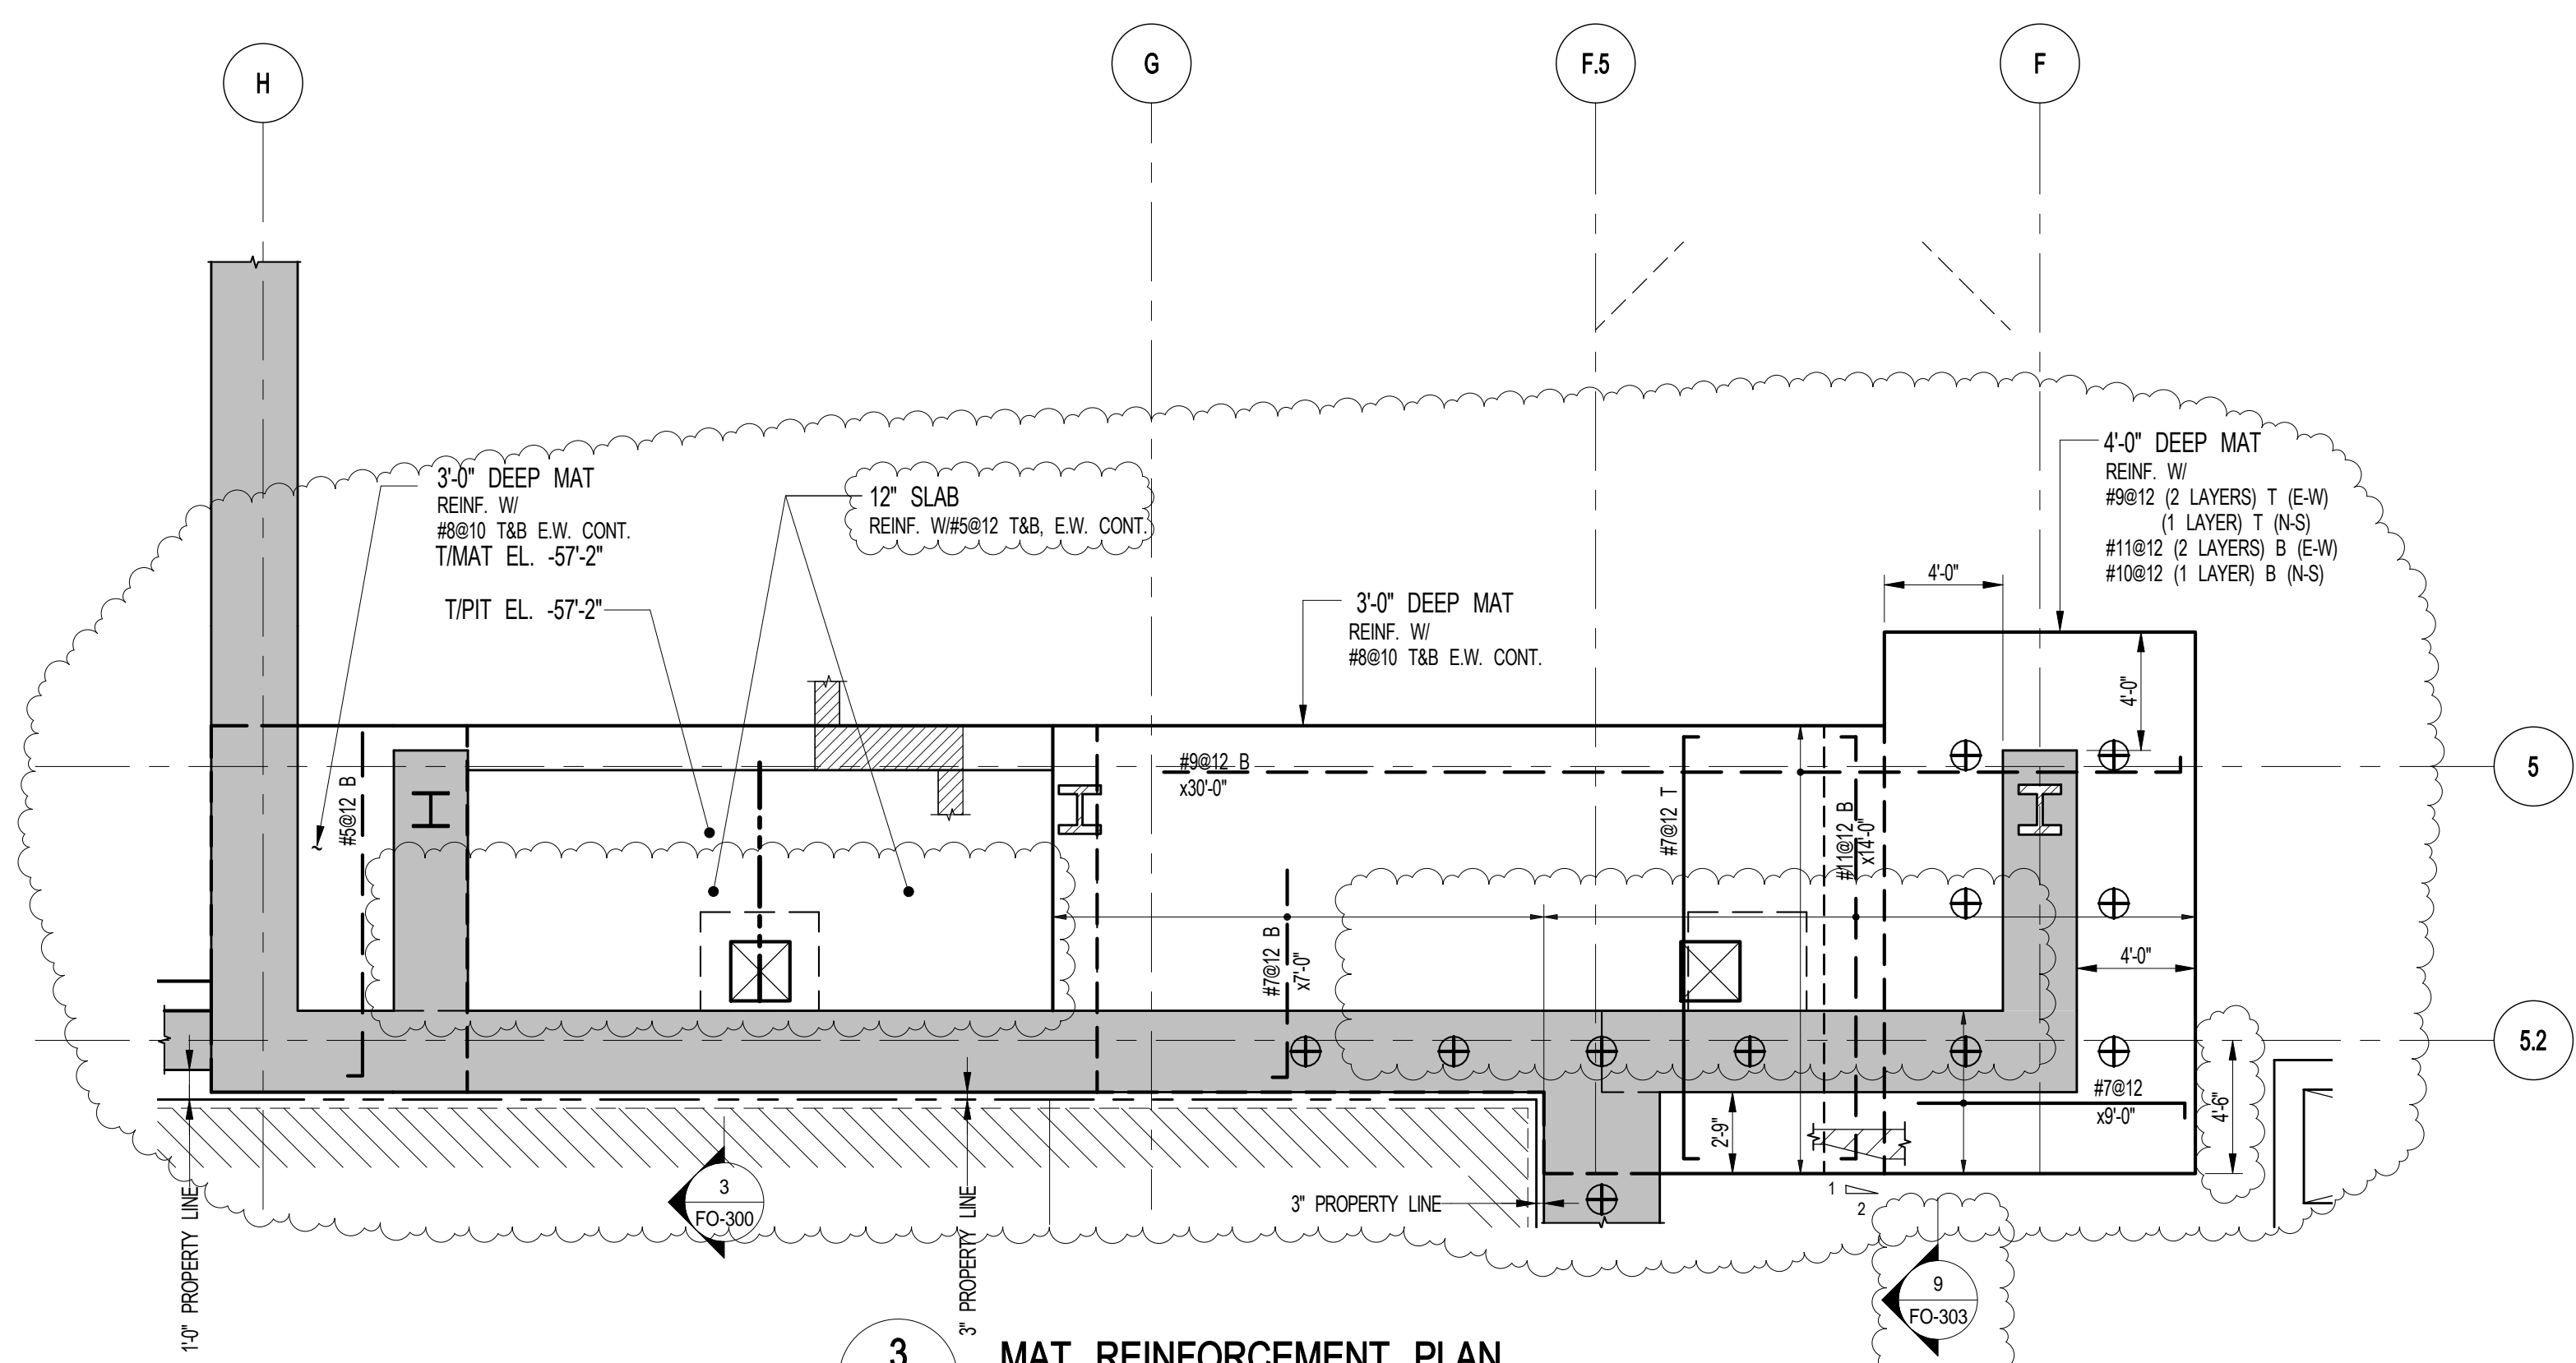 H
G
F.5
F
3'-0" DEEP MAT
REINF. W/
#8@10 T&B E.W. CONT.
T/MAT EL. -57'-2"
T/PIT EL. -57'-2"
12" SLAB
REINF. W/#5@12 T&B, E.W. CONT.
3'-0" DEEP MAT
REINF. W/
#8@10 T&B E.W. CONT.
4'-0" DEEP MAT
REINF. W/
#9@12 (2 LAYERS) T (E-W)
(1 LAYER) T (N-S)
#11@12 (2 LAYERS) B (E-W)
#10@12 (1 LAYER) B (N-S)
4'-0"
4'-0"
5
#9@12 B
x30'-0"
#5@12 B
#7@12 T
#11@12 B
x14'-0"
#7@12 B
x7'-0"
4'-0"
5.2
#7@12
x9'-0"
4'-6"
2'-9"
1
2
1'-0" PROPERTY LINE
3" PROPERTY LINE
3" PROPERTY LINE
3
FO-300
9
FO-303
3
MAT REINFORCEMENT PLAN